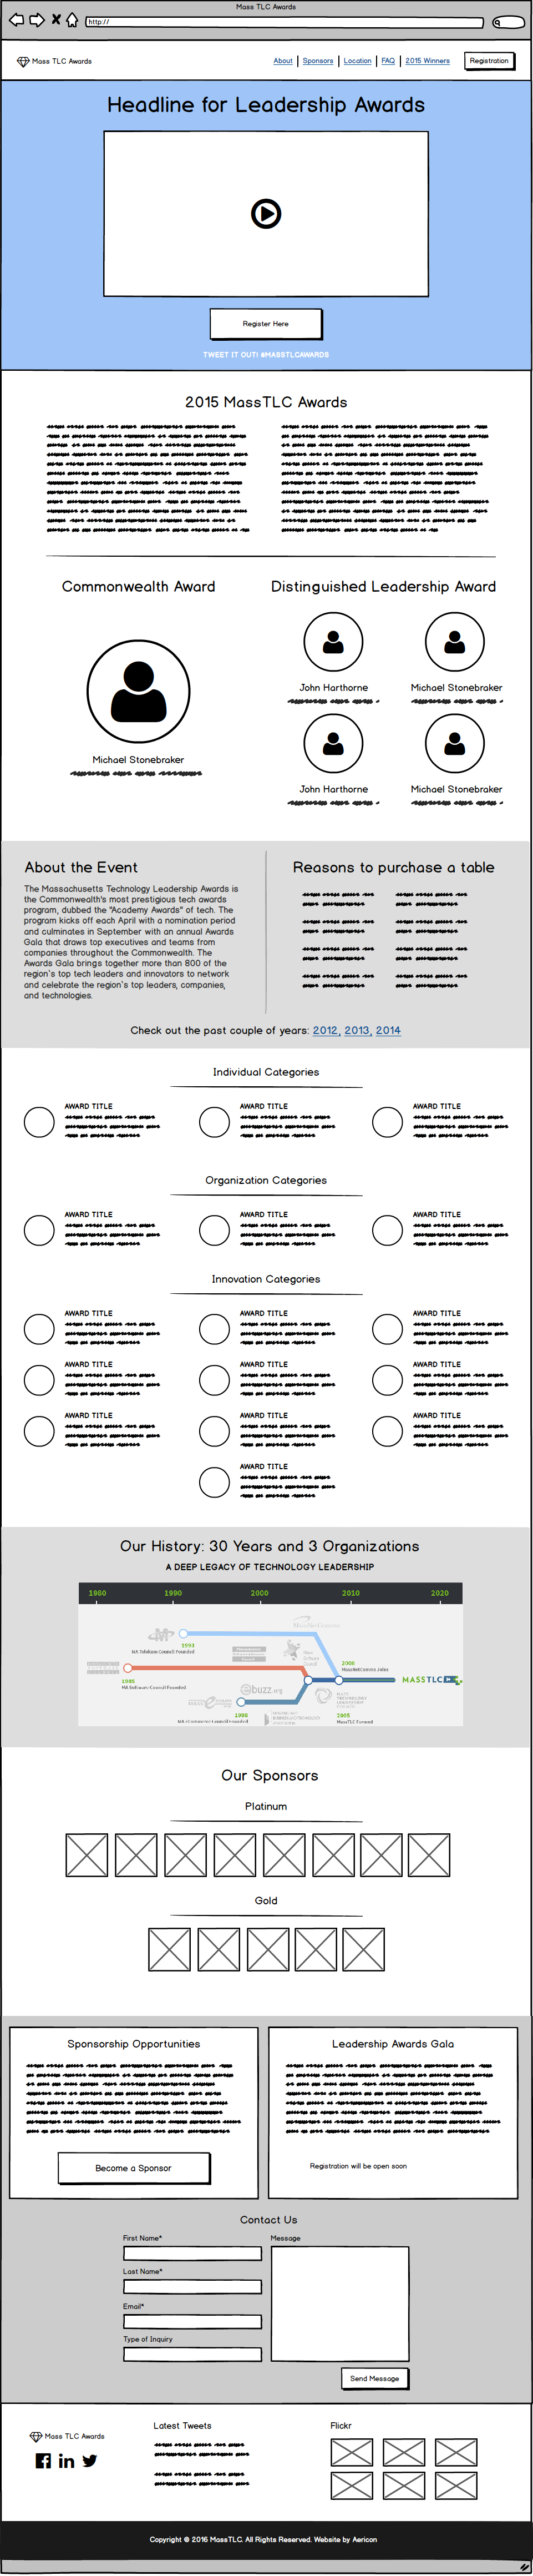 Mass TLC Awards
http://
Mass TLC Awards
About
Sponsors
Location
FAQ
2015 Winners
Registration
Headline for Leadership Awards
Register Here
TWEET IT OUT! #MASSTLCAWARDS
2015 MassTLC Awards
Commonwealth Award
Distinguished Leadership Award
Michael Stonebraker
John Harthorne
Michael Stonebraker
John Harthorne
Michael Stonebraker
About the Event
The Massachusetts Technology Leadership Awards is
the Commonwealth's most prestigious tech awards
program, dubbed the "Academy Awards" of tech. The
program kicks off each April with a nomination period
and culminates in September with an annual Awards
Gala that draws top executives and teams from
companies throughout the Commonwealth. The
Awards Gala brings together more than 800 of the
region's top tech leaders and innovators to network
and celebrate the region's top leaders, companies,
and technologies.
Reasons to purchase a table
Check out the past couple of years: 2012, 2013, 2014
Individual Categories
AWARD TITLE
AWARD TITLE
AWARD TITLE
Organization Categories
AWARD TITLE
AWARD TITLE
AWARD TITLE
Innovation Categories
AWARD TITLE
AWARD TITLE
AWARD TITLE
AWARD TITLE
AWARD TITLE
AWARD TITLE
AWARD TITLE
AWARD TITLE
AWARD TITLE
AWARD TITLE
Our History: 30 Years and 3 Organizations
A DEEP LEGACY OF TECHNOLOGY LEADERSHIP
1980
1990
2000
2010
2020
MassNetComms
1993
MA Telecom Council Founded
2008
MassNetComms Joins
1985
MA Software Council Founded
MASSTLC
@buzz.org
1998
MA eCommerce Council Founded
2005
MassTLC Formed
Our Sponsors
Platinum
Gold
Sponsorship Opportunities
Become a Sponsor
Leadership Awards Gala
Registration will be open soon
Contact Us
First Name*
Last Name*
Email*
Type of Inquiry
Message
Send Message
Mass TLC Awards
Latest Tweets
Flickr
Copyright © 2016 MassTLC. All Rights Reserved. Website by Aericon